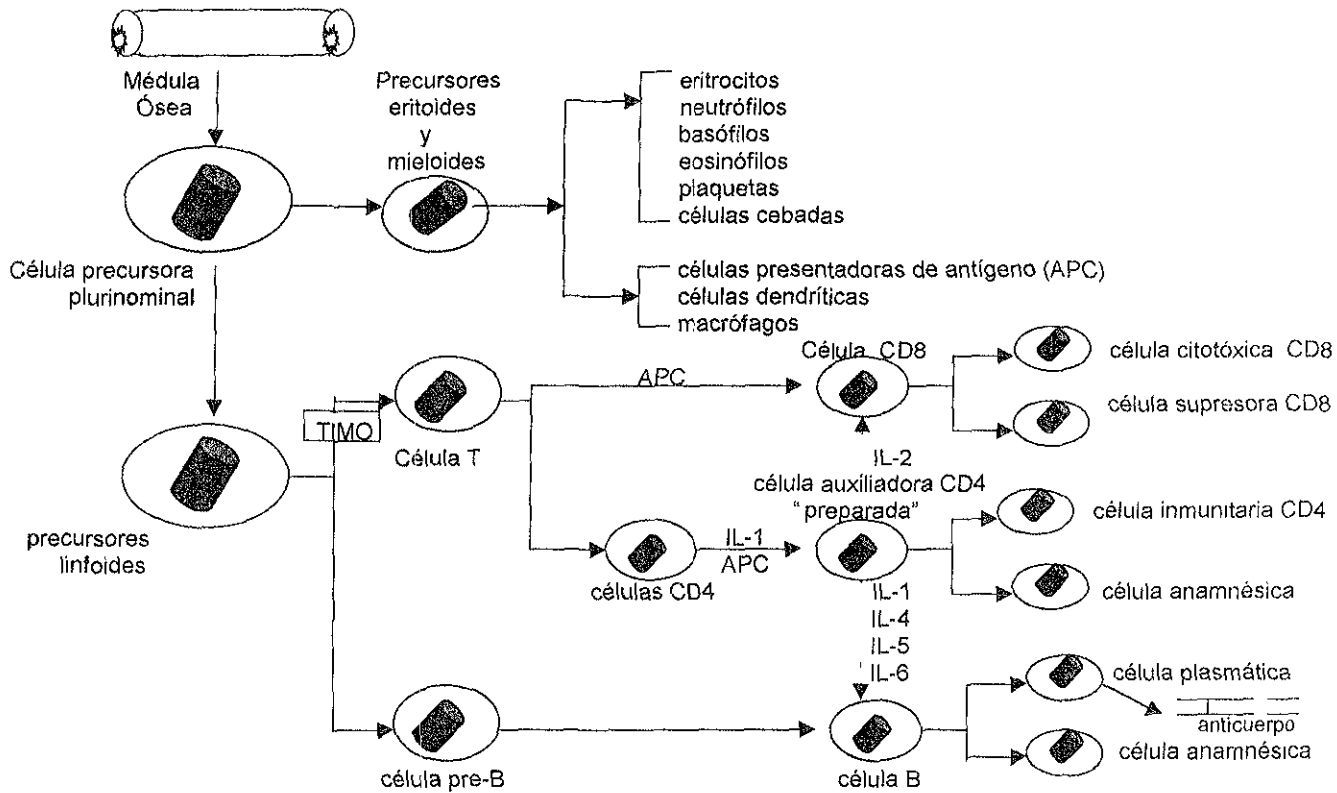 Médula
Ósea
Precursores
eritoides
y
mieloides
eritrocitos
neutrófilos
basófilos
eosinófilos
plaquetas
células cebadas
Célula precursora
plurinominal
células presentadoras de antígeno (APC)
células dendríticas
macrófagos
TIMO
Célula T
APC
Célula CD8
célula citotóxica CD8
célula supresora CD8
precursores
linfoides
IL-2
célula auxiliadora CD4
"preparada"
células CD4
IL-1
APC
célula inmunitaria CD4
célula anamnésica
IL-1
IL-4
IL-5
IL-6
célula pre-B
célula B
célula plasmática
anticuerpo
célula anamnésica